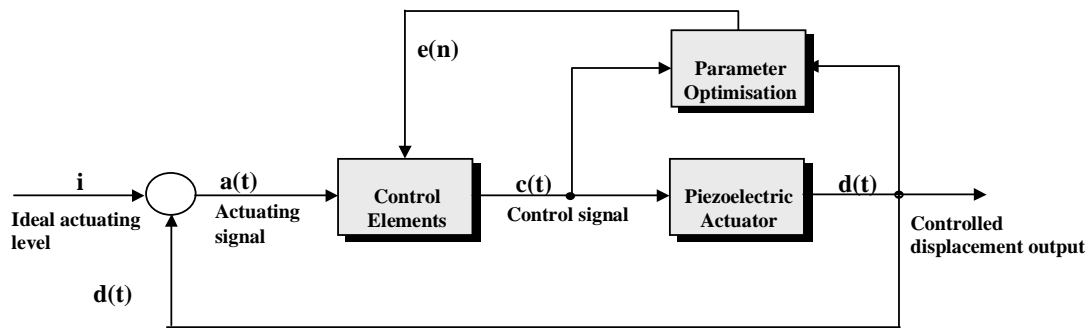 e(n)
Parameter
Optimisation
i
a(t)
Control
Elements
c(t)
Piezoelectric
Actuator
d(t)
Ideal actuating
level
Actuating
signal
Control signal
Controlled
displacement output
d(t)